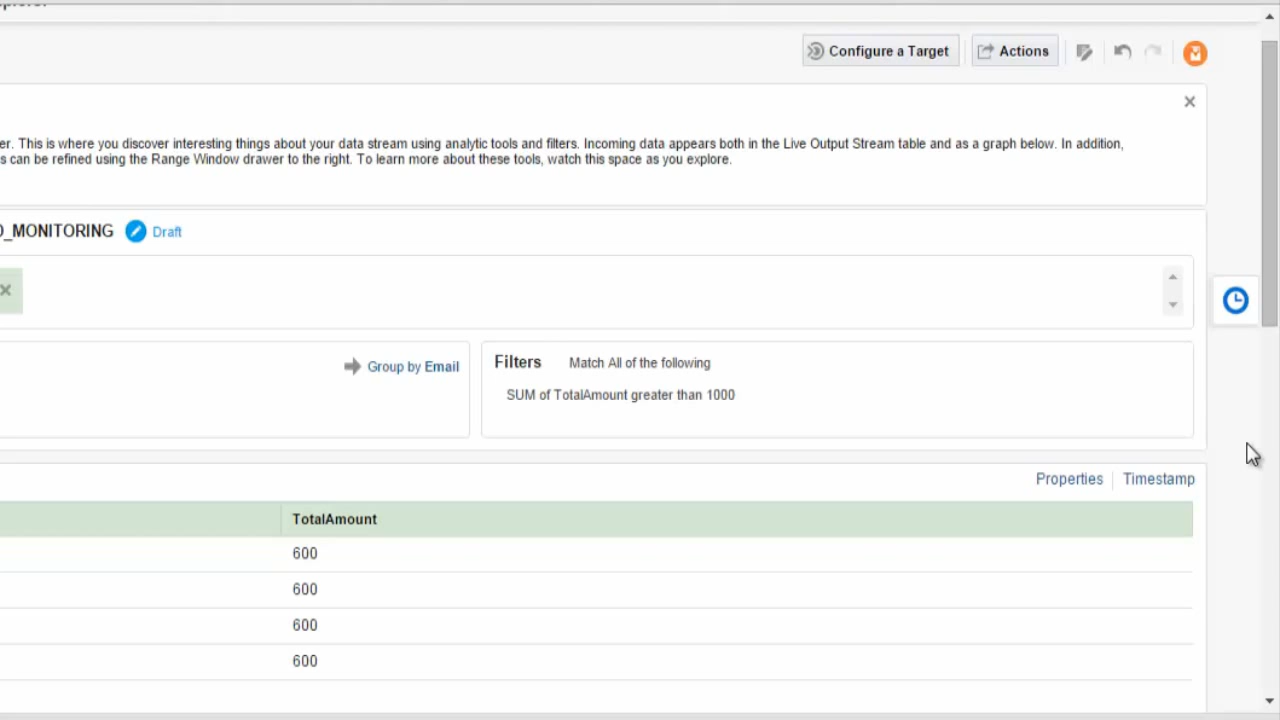 Configure a Target
Actions
er. This is where you discover interesting things about your data stream using analytic tools and filters. Incoming data appears both in the Live Output Stream table and as a graph below. In addition,
s can be refined using the Range Window drawer to the right. To learn more about these tools, watch this space as you explore.
O_MONITORING
Draft
Group by Email
Filters
Match All of the following
SUM of TotalAmount greater than 1000
Properties
Timestamp
TotalAmount
600
600
600
600